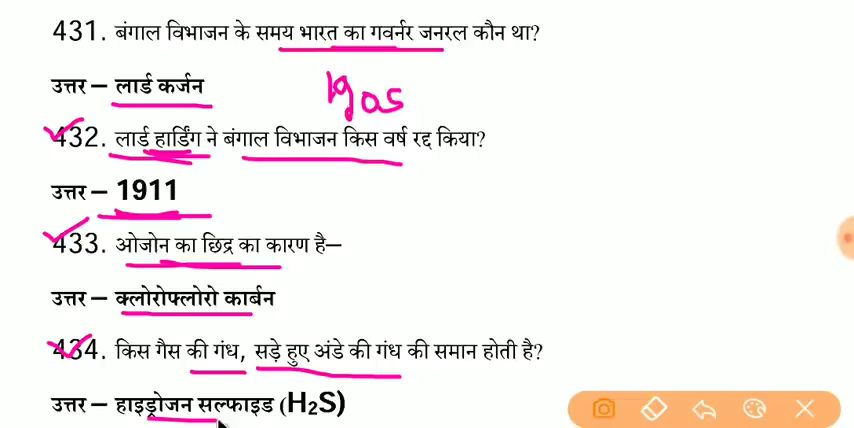 431. बंगाल विभाजन के समय भारत का गवर्नर जनरल कौन था?
उत्तर – लार्ड कर्जन
1905
432. लार्ड हार्डिंग ने बंगाल विभाजन किस वर्ष रद्द किया?
उत्तर – 1911
433. ओजोन का छिद्र का कारण है–
उत्तर – क्लोरोफ्लोरो कार्बन
434. किस गैस की गंध, सड़े हुए अंडे की गंध की समान होती है?
उत्तर – हाइड्रोजन सल्फाइड (H₂S)